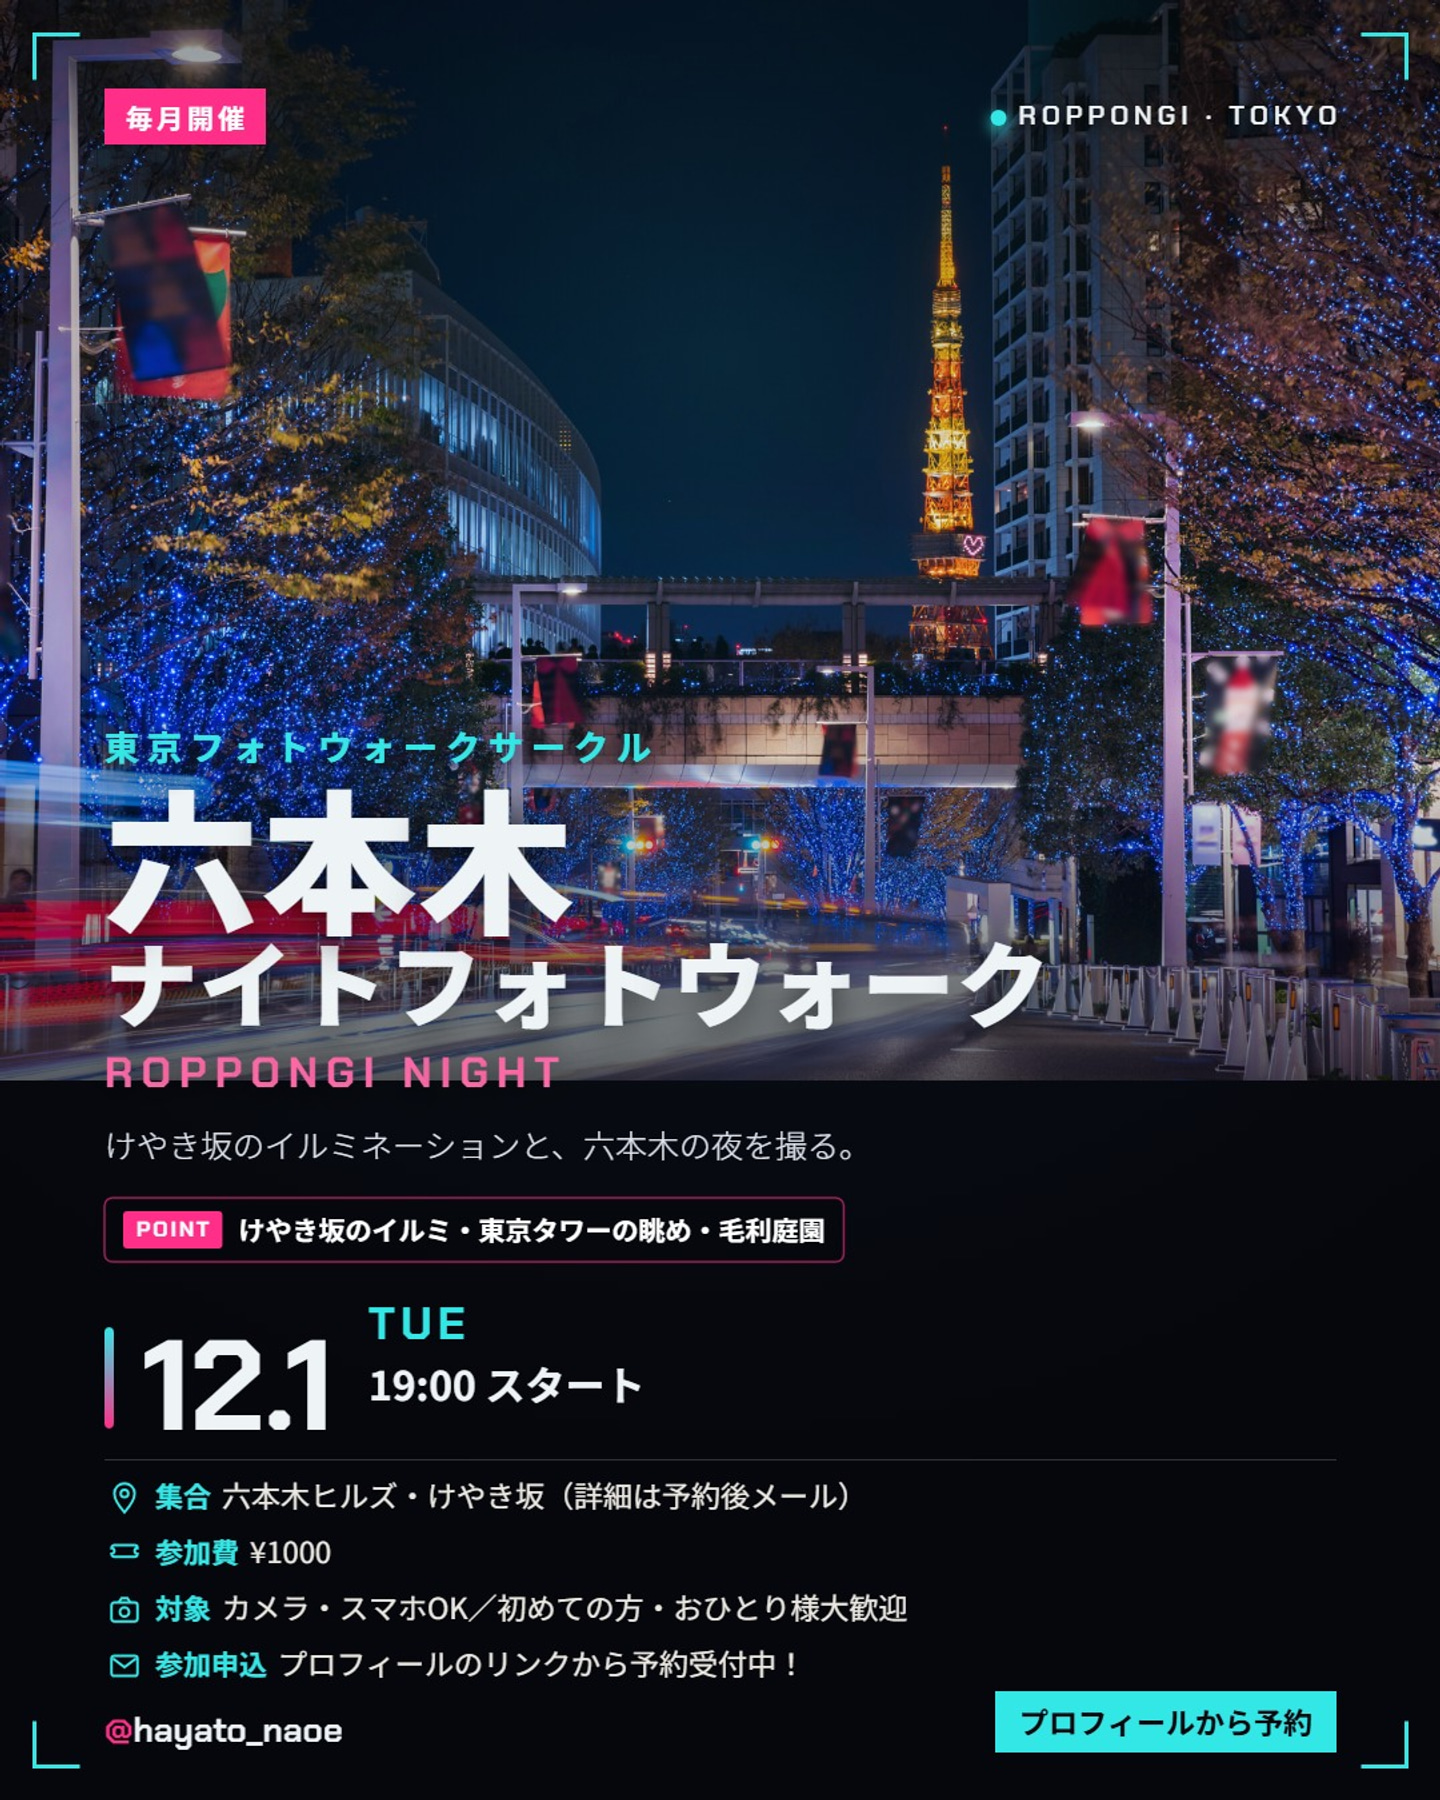 毎月開催
ROPPONGI · TOKYO
東京フォトウォークサークル
六本木
ナイトフォトウォーク
ROPPONGI NIGHT
けやき坂のイルミネーションと、六本木の夜を撮る。
POINT けやき坂のイルミ・東京タワーの眺め・毛利庭園
12.1
TUE
19:00 スタート
集合 六本木ヒルズ・けやき坂（詳細は予約後メール）
参加費 ¥1000
対象 カメラ・スマホOK／初めての方・おひとり様大歓迎
参加申込 プロフィールのリンクから予約受付中！
@hayato_naoe
プロフィールから予約